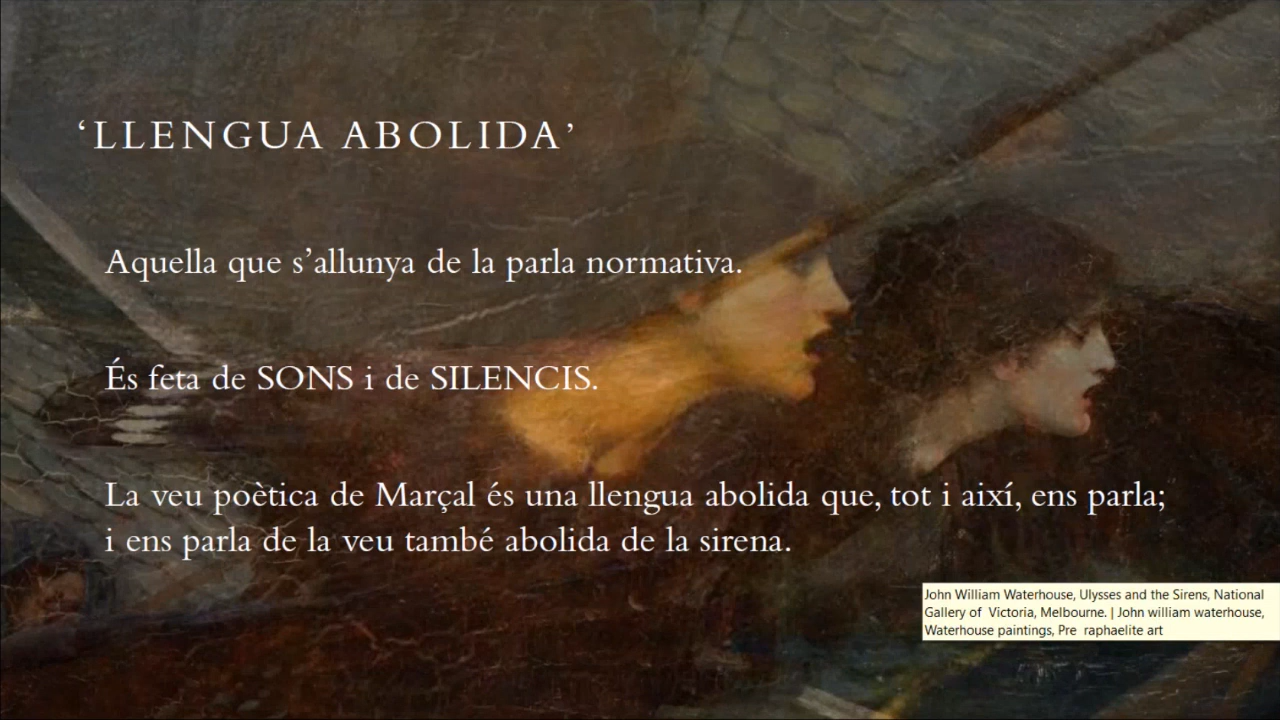 ‘LLENGUA ABOLIDA’
Aquella que s’allunya de la parla normativa.
És feta de SONS i de SILENCIS.
La veu poètica de Marçal és una llengua abolida que, tot i així, ens parla;
i ens parla de la veu també abolida de la sirena.
John William Waterhouse, Ulysses and the Sirens, National
Gallery of Victoria, Melbourne. | John william waterhouse,
Waterhouse paintings, Pre raphaelite art